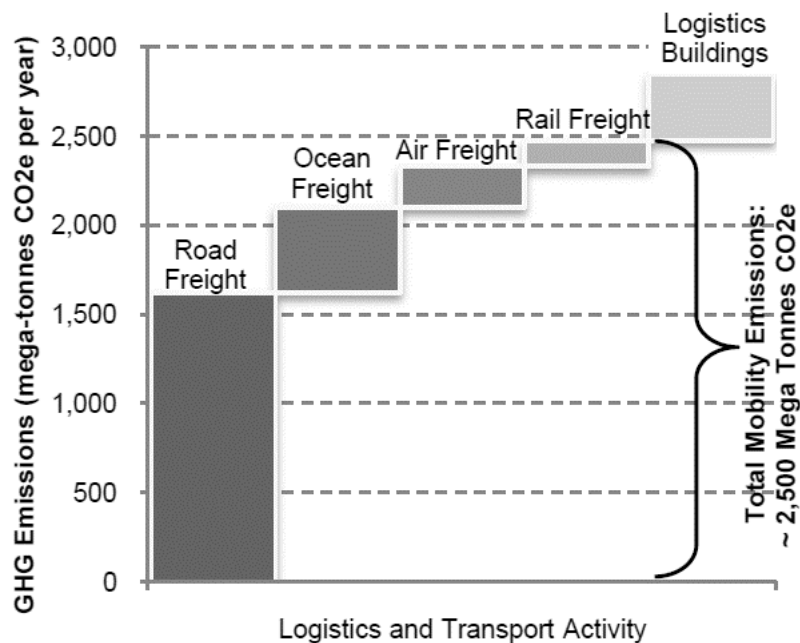 GHG Emissions (mega-tonnes CO2e per year)
3,000
2,500
2,000
1,500
1,000
500
0
Road
Freight
Ocean
Freight
Air Freight
Rail Freight
Logistics
Buildings
Total Mobility Emissions:
~ 2,500 Mega Tonnes CO2e
Logistics and Transport Activity